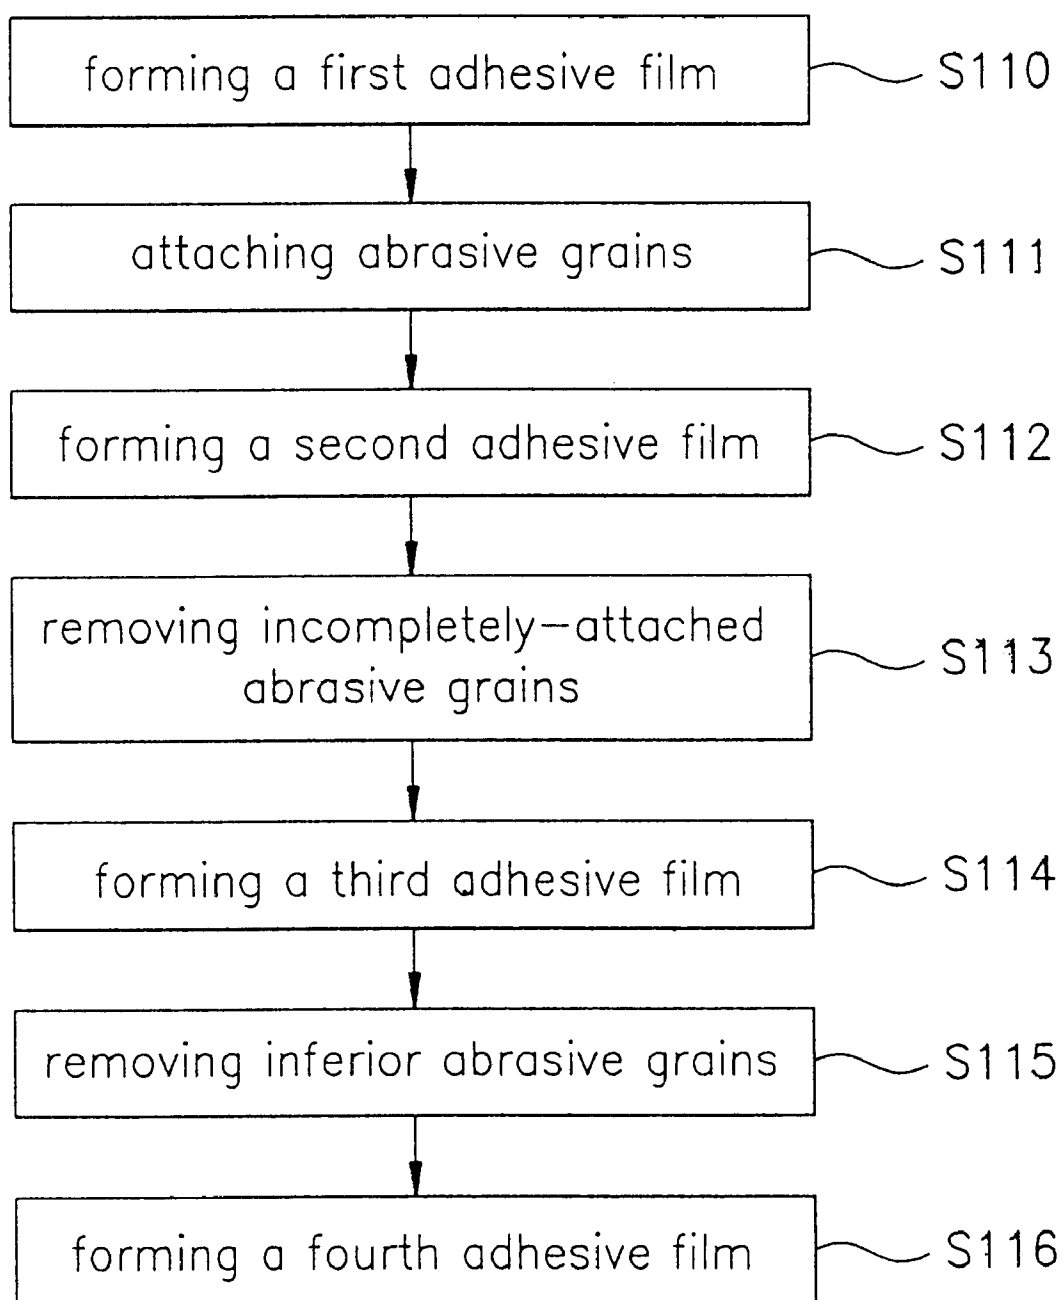 forming a first adhesive film S110
attaching abrasive grains S111
forming a second adhesive film S112
removing incompletely-attached
abrasive grains S113
forming a third adhesive film S114
removing inferior abrasive grains S115
forming a fourth adhesive film S116